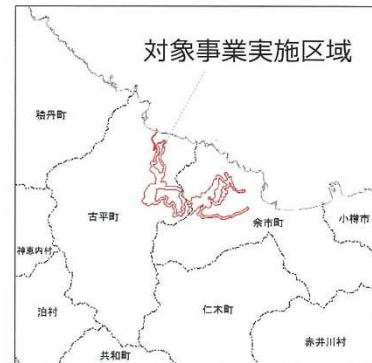 対象事業実施区域
積丹町
古平町
余市町
小樽市
神恵内村
泊村
仁木町
共和町
赤井川村